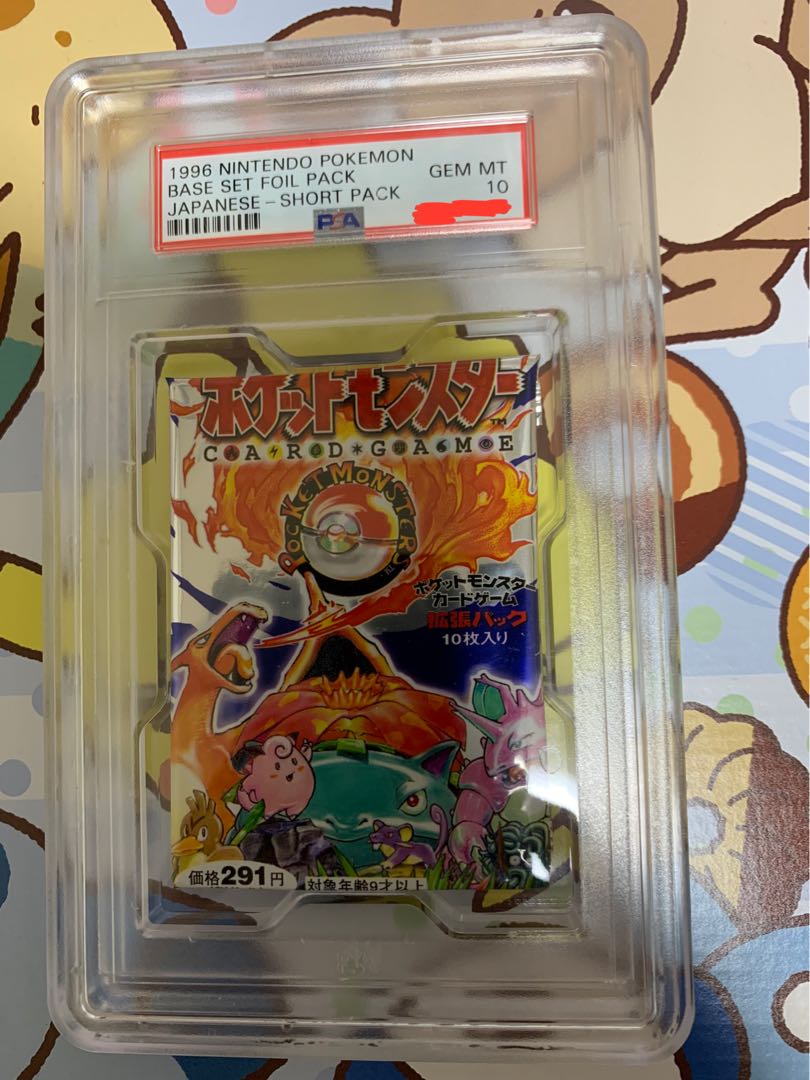 1996 NINTENDO POKEMON
BASE SET FOIL PACK
JAPANESE - SHORT PACK
GEM MT
10
PSA
ポケットモンスター
TM
CARD GAME
POCKET MONSTERS
TM
ポケットモンスター
カードゲーム
拡張パック
10枚入り
価格291円
対象年齢9才以上